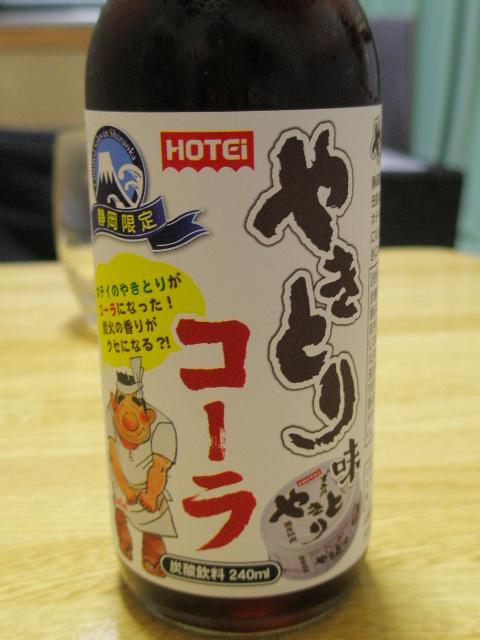 HOTEi
静岡限定
やきとり味
コーラ
ホテイのやきとりが
コーラになった!
炭火の香りが
クセになる?!
HOTEi
やきとり
炭酸飲料 240ml